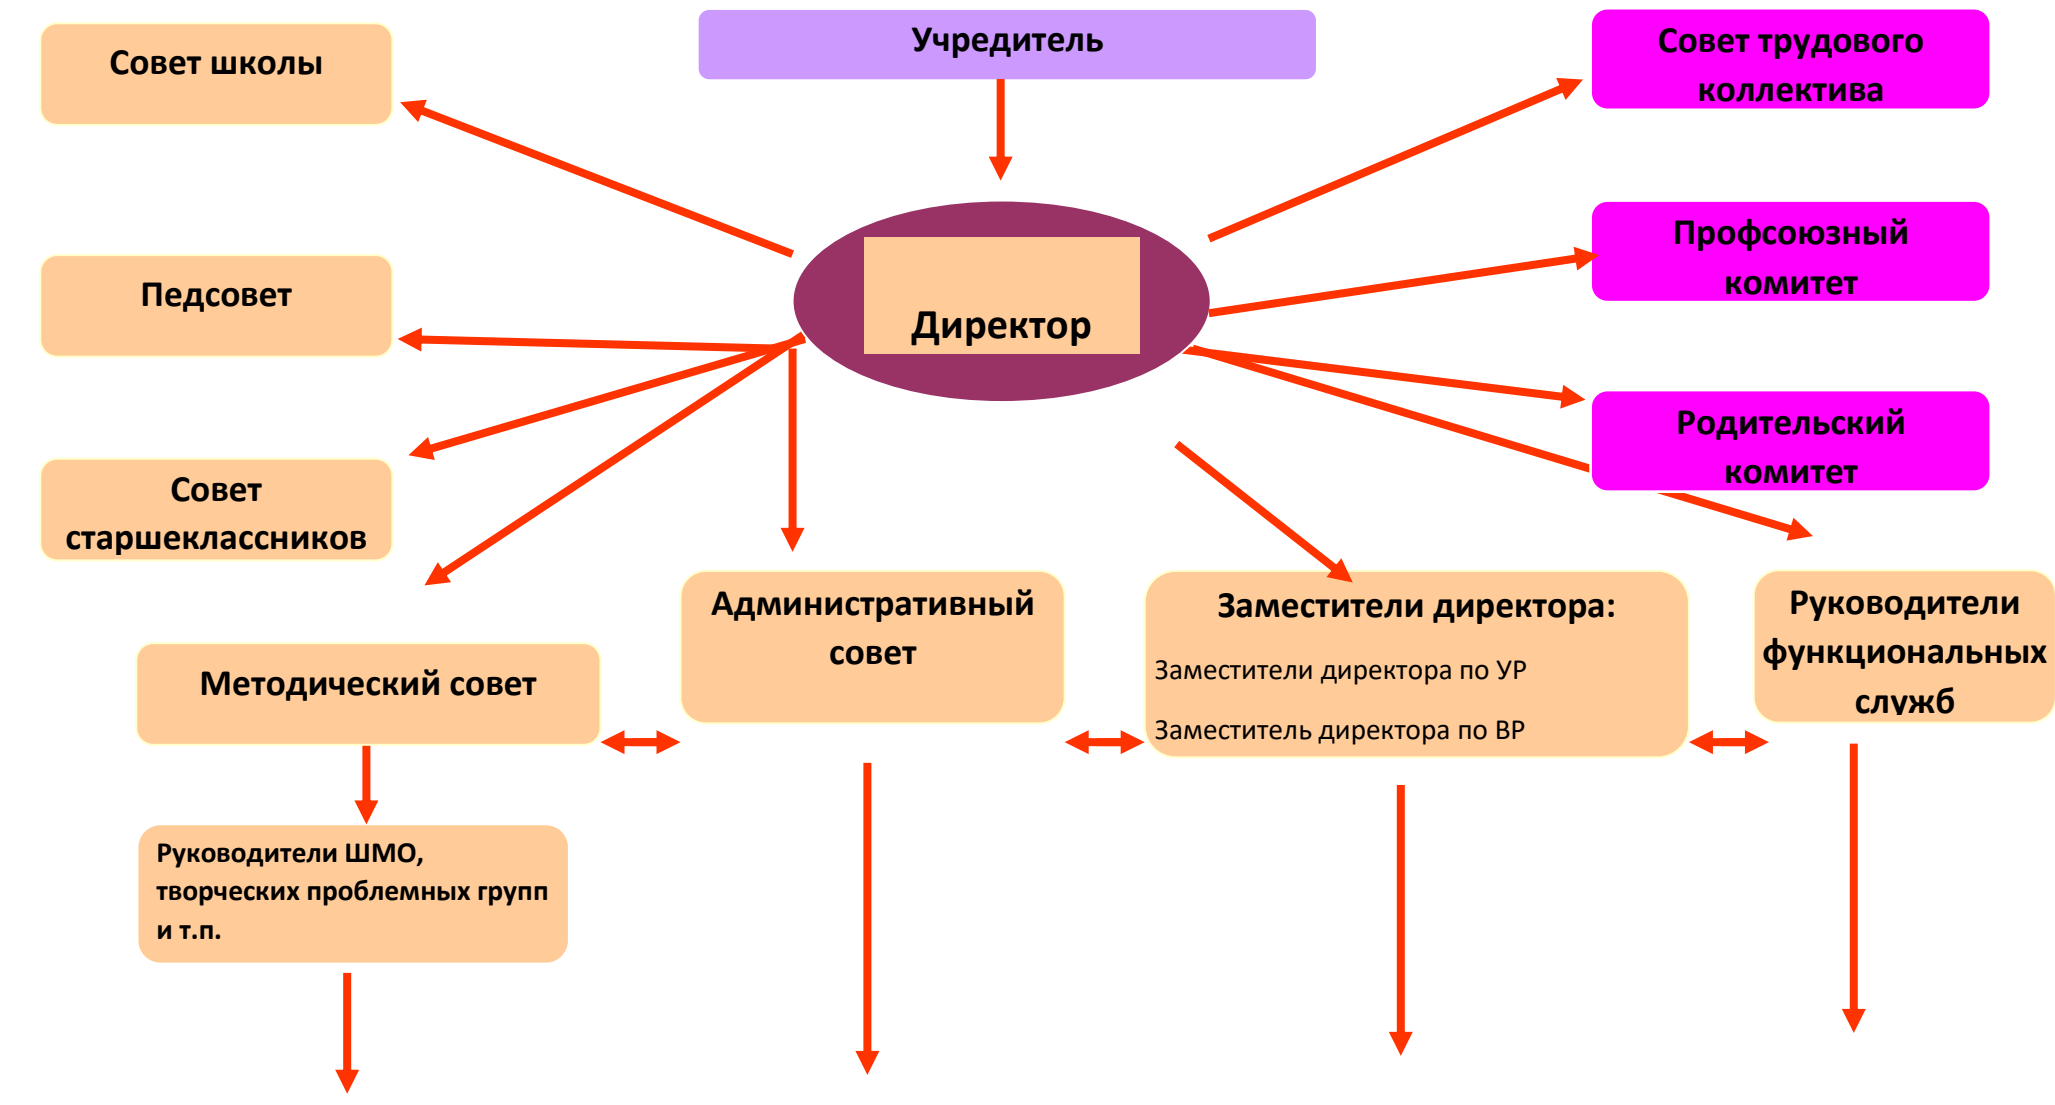 Учредитель
Совет школы
Совет трудового
коллектива
Педсовет
Директор
Профсоюзный
комитет
Совет
старшеклассников
Родительский
комитет
Методический совет
Административный
совет
Заместители директора:
Заместители директора по УР
Заместитель директора по ВР
Руководители
функциональных
служб
Руководители ШМО,
творческих проблемных групп
и т.п.